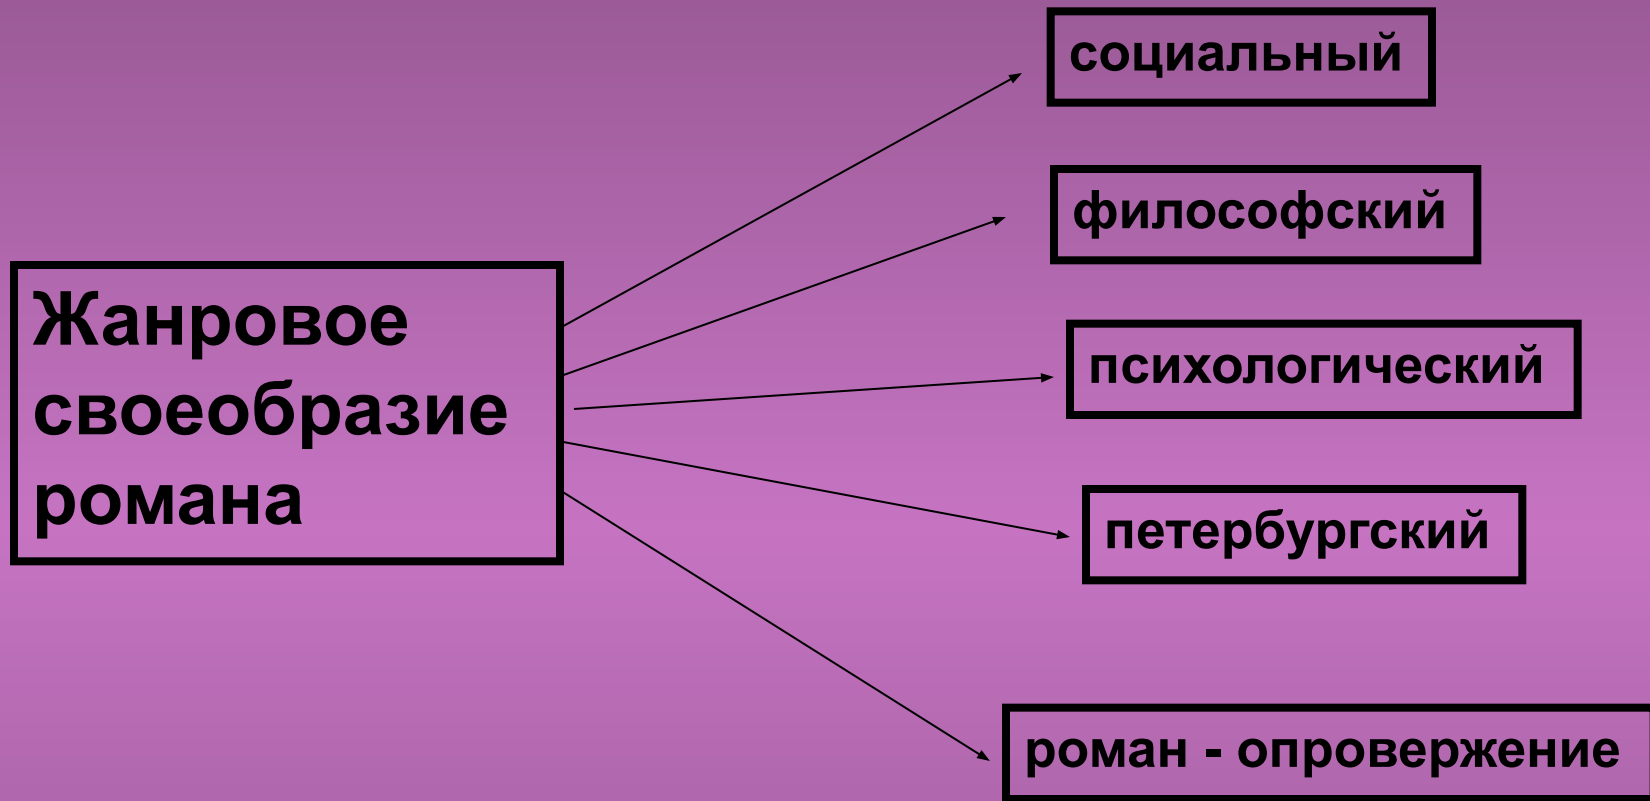 Жанровое
своеобразие
романа
социальный
философский
психологический
петербургский
роман - опровержение